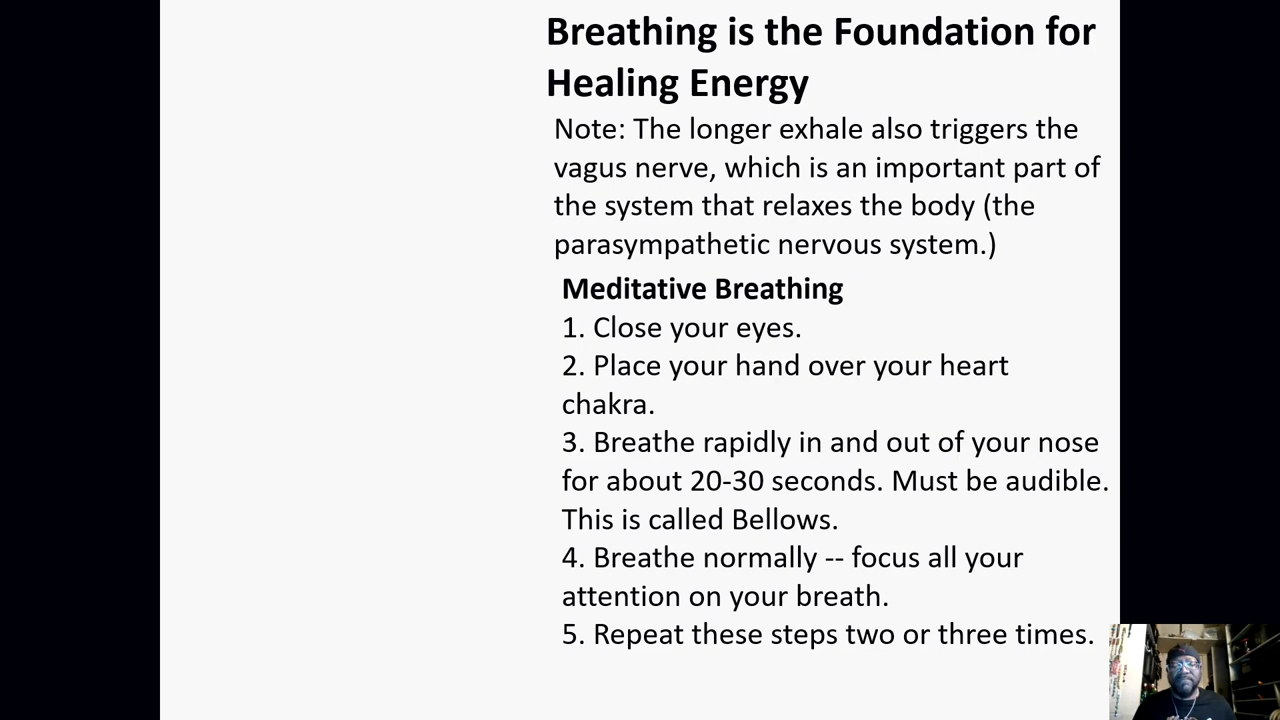 Breathing is the Foundation for
Healing Energy
Note: The longer exhale also triggers the
vagus nerve, which is an important part of
the system that relaxes the body (the
parasympathetic nervous system.)
Meditative Breathing
1. Close your eyes.
2. Place your hand over your heart
chakra.
3. Breathe rapidly in and out of your nose
for about 20-30 seconds. Must be audible.
This is called Bellows.
4. Breathe normally -- focus all your
attention on your breath.
5. Repeat these steps two or three times.